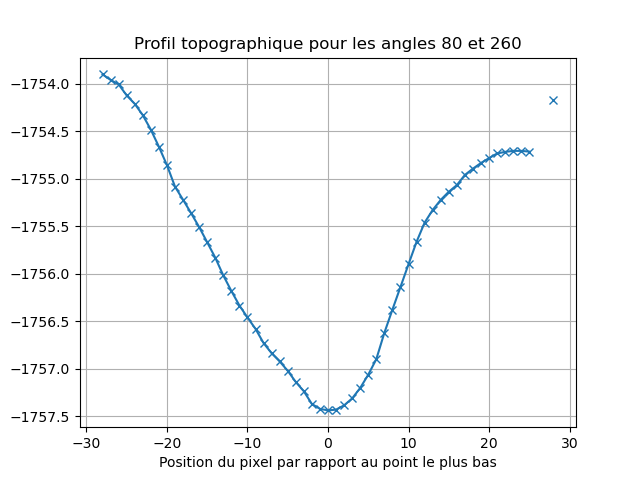 Profil topographique pour les angles 80 et 260
−1754.0
−1754.5
−1755.0
−1755.5
−1756.0
−1756.5
−1757.0
−1757.5
−30 −20 −10 0 10 20 30
Position du pixel par rapport au point le plus bas